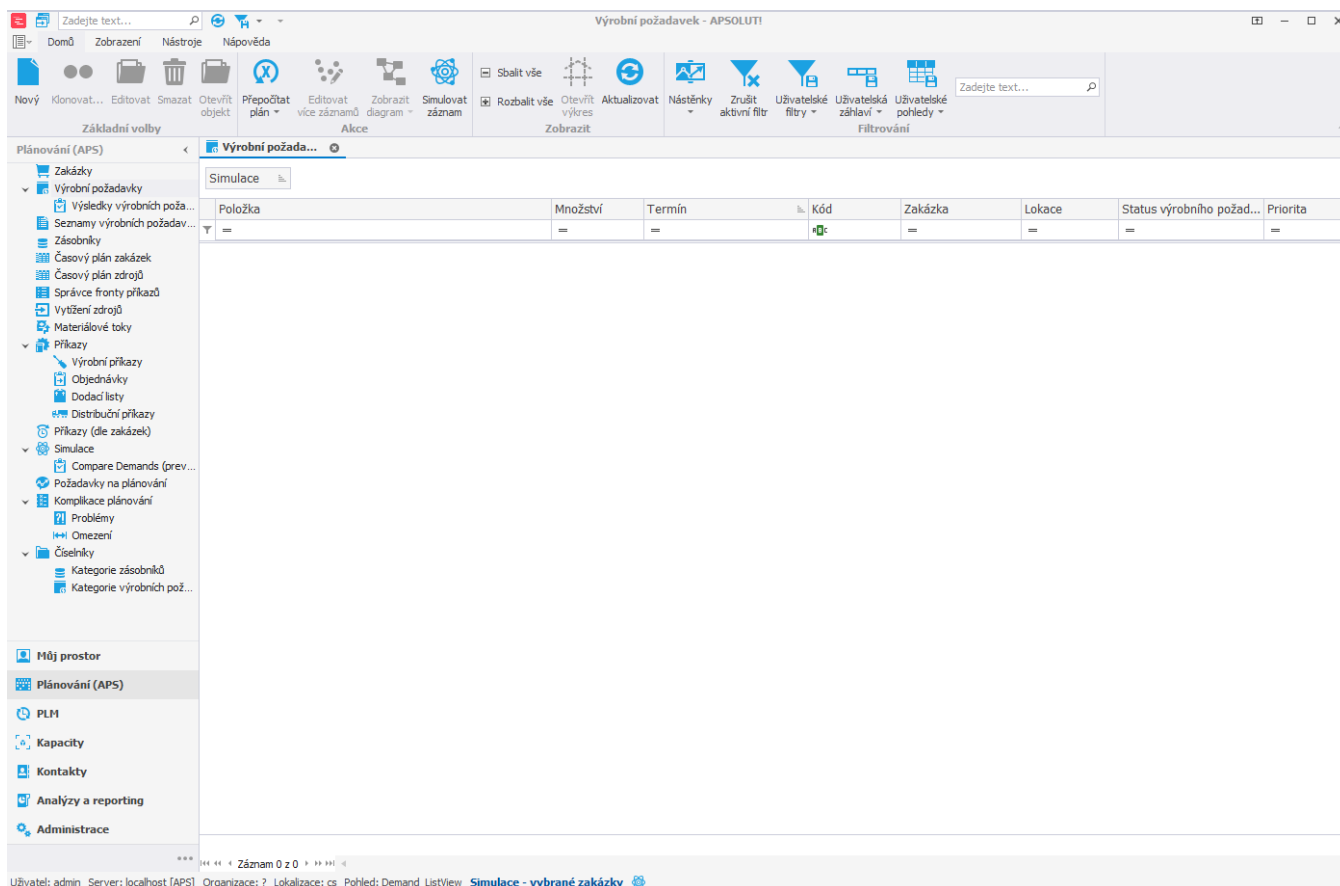 Zadejte text...
Výrobní požadavek - APSOLUT!
Domů Zobrazení Nástroje Nápověda
Nový Klonovat... Editovat Smazat Otevřít objekt
Přepočítat plán Editovat více záznamů Zobrazit diagram Simulovat záznam
Sbalit vše
Rozbalit vše
Otevřít výkres Aktualizovat
Nástěnky Zrušit aktivní filtr Uživatelské filtry Uživatelská záhlaví Uživatelské pohledy
Zadejte text...
Základní volby Akce Zobrazit Filtrování
Plánování (APS)
Zakázky
Výrobní požadavky
Výsledky výrobních poža...
Seznamy výrobních požadav...
Zásobníky
Časový plán zakázek
Časový plán zdrojů
Správce fronty příkazů
Vytížení zdrojů
Materiálové toky
Příkazy
Výrobní příkazy
Objednávky
Dodací listy
Distribuční příkazy
Příkazy (dle zakázek)
Simulace
Compare Demands (prev...
Požadavky na plánování
Komplikace plánování
Problémy
Omezení
Číselníky
Kategorie zásobníků
Kategorie výrobních pož...
Můj prostor
Plánování (APS)
PLM
Kapacity
Kontakty
Analýzy a reporting
Administrace
Výrobní požada...
Simulace
Položka Množství Termín Kód Zakázka Lokace Status výrobního požad... Priorita
= = = = = = =
Záznam 0 z 0
Uživatel: admin Server: localhost [APS] Organizace: ? Lokalizace: cs Pohled: Demand_ListView Simulace - vybrané zakázky